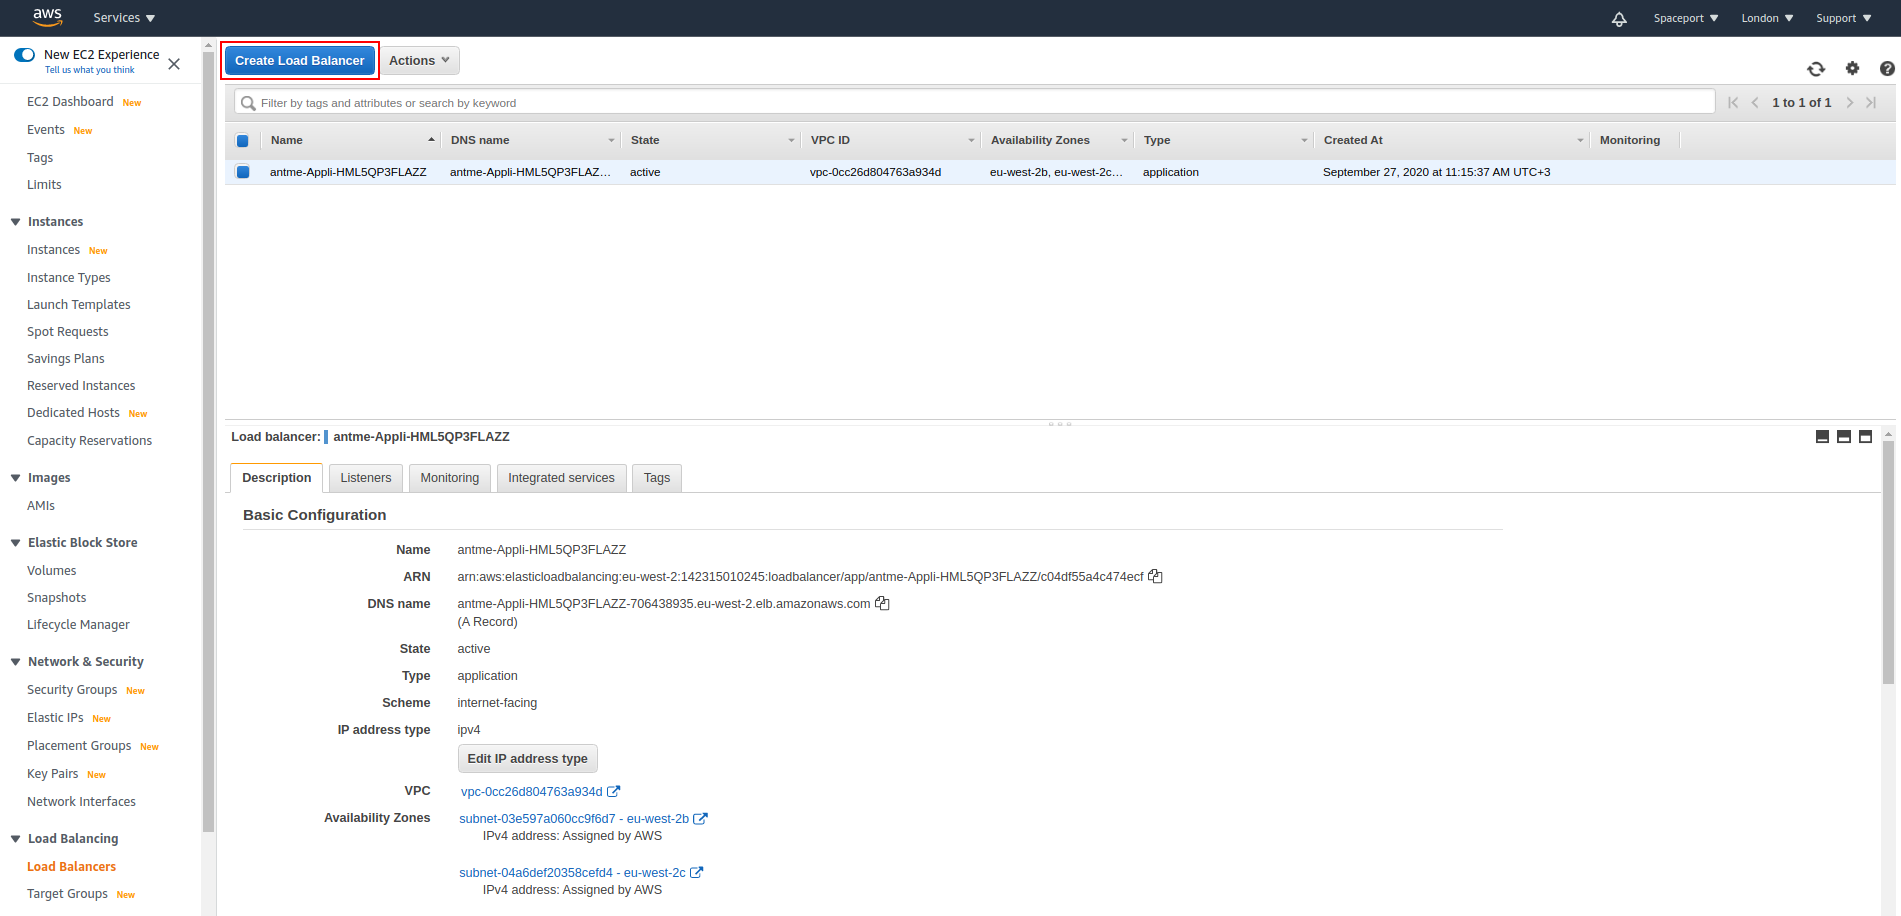 aws
Services
Spaceport
London
Support
New EC2 Experience
Tell us what you think
EC2 Dashboard New
Events New
Tags
Limits
Instances
Instances New
Instance Types
Launch Templates
Spot Requests
Savings Plans
Reserved Instances
Dedicated Hosts New
Capacity Reservations
Images
AMIs
Elastic Block Store
Volumes
Snapshots
Lifecycle Manager
Network & Security
Security Groups New
Elastic IPs New
Placement Groups New
Key Pairs New
Network Interfaces
Load Balancing
Load Balancers
Target Groups New
Create Load Balancer
Actions
Filter by tags and attributes or search by keyword
1 to 1 of 1
Name DNS name State VPC ID Availability Zones Type Created At Monitoring
antme-Appli-HML5QP3FLAZZ antme-Appli-HML5QP3FLAZ... active vpc-0cc26d804763a934d eu-west-2b, eu-west-2c... application September 27, 2020 at 11:15:37 AM UTC+3
Load balancer: antme-Appli-HML5QP3FLAZZ
Description Listeners Monitoring Integrated services Tags
Basic Configuration
Name antme-Appli-HML5QP3FLAZZ
ARN arn:aws:elasticloadbalancing:eu-west-2:142315010245:loadbalancer/app/antme-Appli-HML5QP3FLAZZ/c04df55a4c474ecf
DNS name antme-Appli-HML5QP3FLAZZ-706438935.eu-west-2.elb.amazonaws.com
(A Record)
State active
Type application
Scheme internet-facing
IP address type ipv4
Edit IP address type
VPC vpc-0cc26d804763a934d
Availability Zones subnet-03e597a060cc9f6d7 - eu-west-2b
IPv4 address: Assigned by AWS
subnet-04a6def20358cefd4 - eu-west-2c
IPv4 address: Assigned by AWS